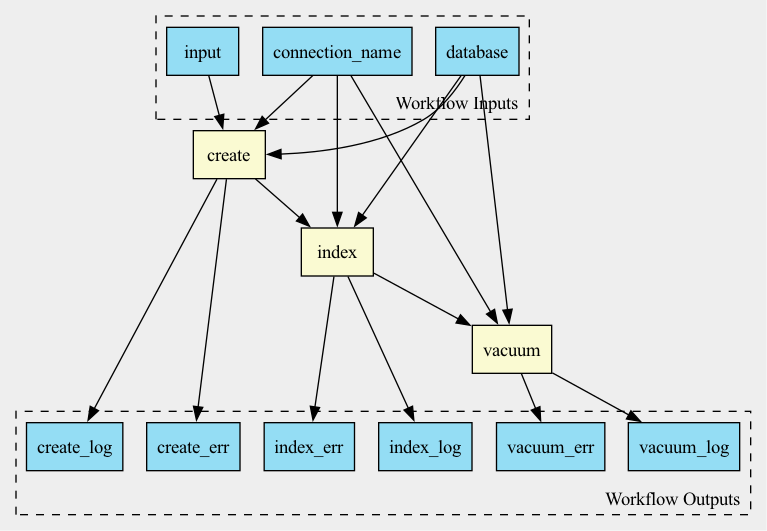 input
connection_name
database
Workflow Inputs
create
index
vacuum
create_log
create_err
index_err
index_log
vacuum_err
vacuum_log
Workflow Outputs